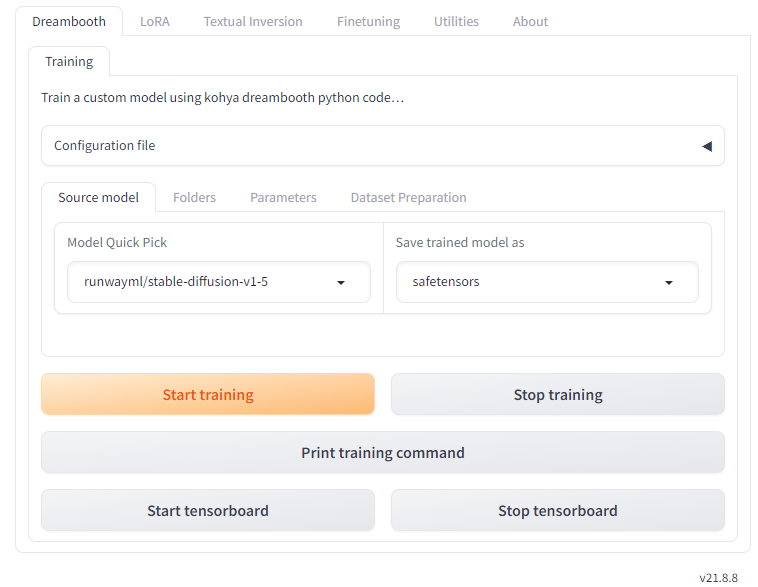 Dreambooth LoRA Textual Inversion Finetuning Utilities About
Training
Train a custom model using kohya dreambooth python code…
Configuration file
Source model Folders Parameters Dataset Preparation
Model Quick Pick Save trained model as
runwayml/stable-diffusion-v1-5 safetensors
Start training Stop training
Print training command
Start tensorboard Stop tensorboard
v21.8.8